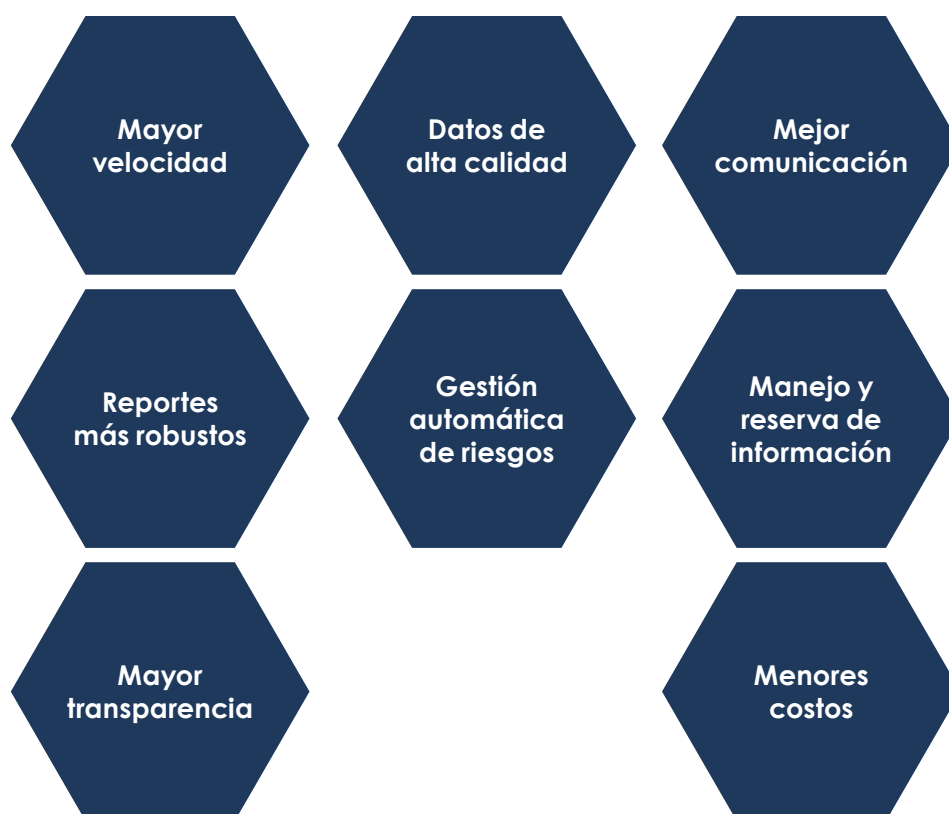 Mayor
velocidad
Datos de
alta calidad
Mejor
comunicación
Reportes
más robustos
Gestión
automática
de riesgos
Manejo y
reserva de
información
Mayor
transparencia
Menores
costos